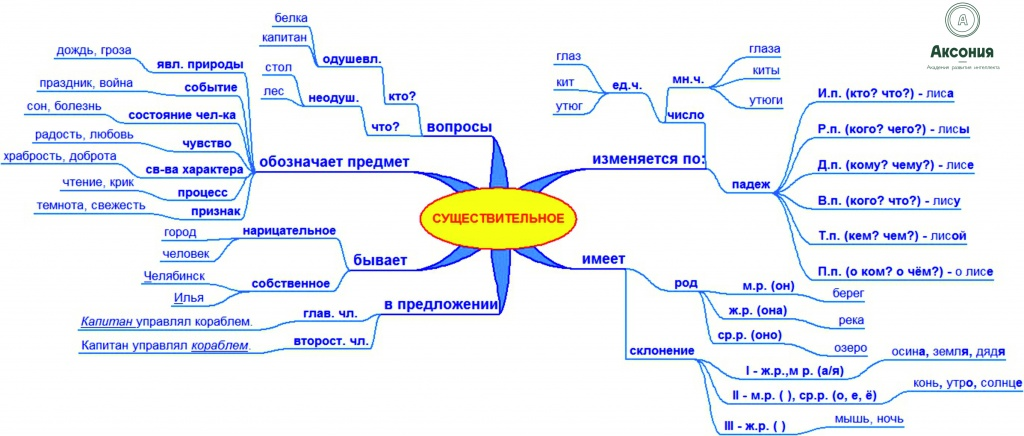 А
Аксония
Академия развития интеллекта
СУЩЕСТВИТЕЛЬНОЕ
вопросы
кто?
одушевл.
белка
капитан
что?
неодуш.
стол
лес
обозначает предмет
явл. природы
дождь, гроза
событие
праздник, война
состояние чел-ка
сон, болезнь
чувство
радость, любовь
св-ва характера
храбрость, доброта
процесс
чтение, крик
признак
темнота, свежесть
бывает
нарицательное
город
человек
собственное
Челябинск
Илья
в предложении
глав. чл.
Капитан управлял кораблем.
второст. чл.
Капитан управлял кораблем.
изменяется по:
число
ед.ч.
глаз
кит
утюг
мн.ч.
глаза
киты
утюги
падеж
И.п. (кто? что?) - лиса
Р.п. (кого? чего?) - лисы
Д.п. (кому? чему?) - лисе
В.п. (кого? что?) - лису
Т.п. (кем? чем?) - лисой
П.п. (о ком? о чём?) - о лисе
имеет
род
м.р. (он)
берег
ж.р. (она)
река
ср.р. (оно)
озеро
склонение
I - ж.р.,м р. (а/я)
осина, земля, дядя
II - м.р. ( ), ср.р. (о, е, ё)
конь, утро, солнце
III - ж.р. ( )
мышь, ночь